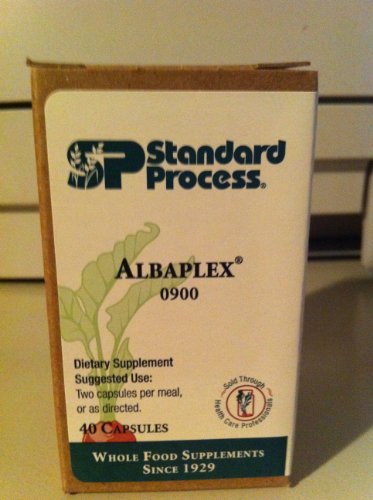 SP Standard
Process®
ALBAPLEX®
0900
Dietary Supplement
Suggested Use:
Two capsules per meal,
or as directed.
Sold Through
Health Care Professionals
40 CAPSULES
WHOLE FOOD SUPPLEMENTS
SINCE 1929